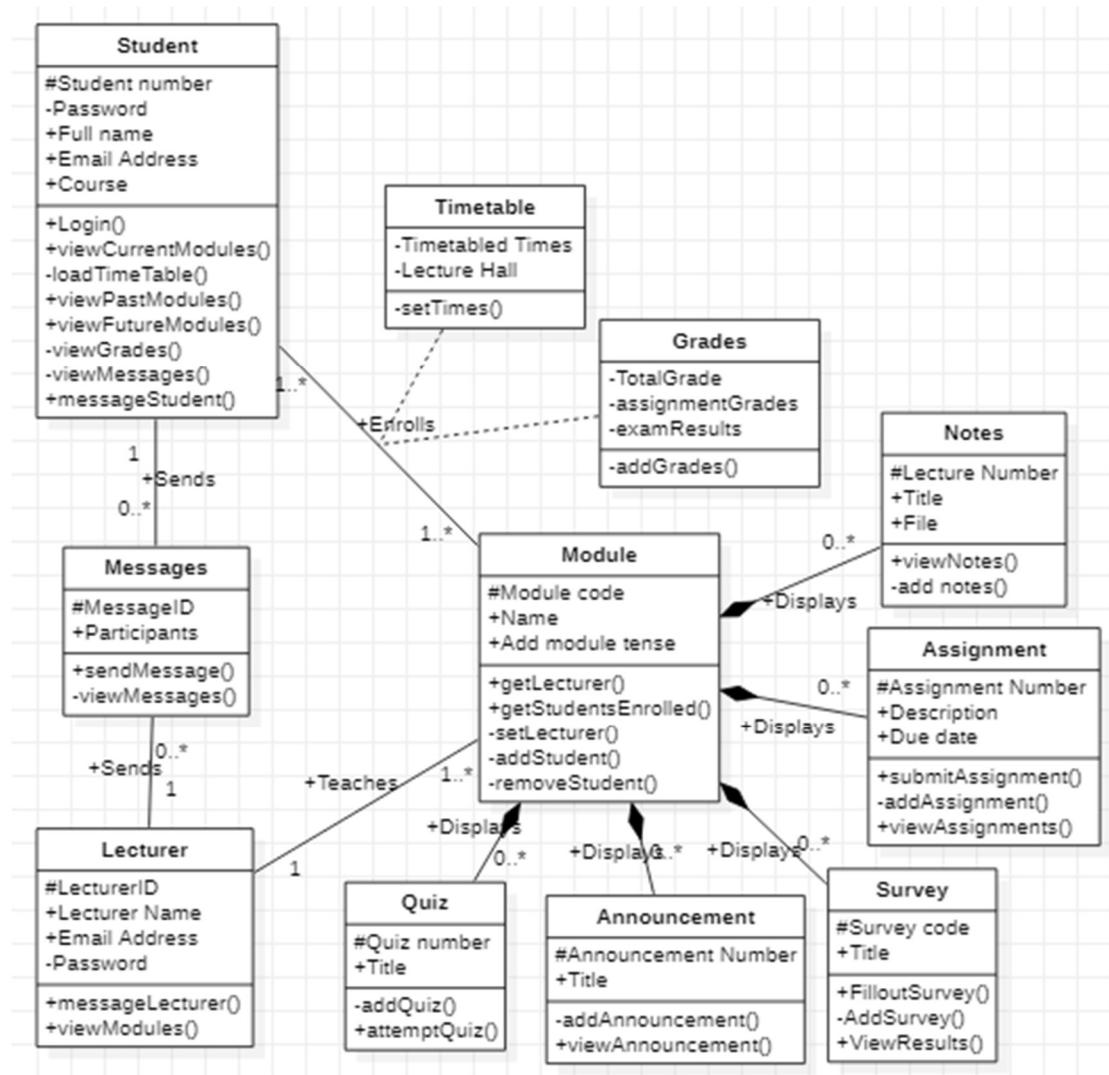 Student
#Student number
-Password
+Full name
+Email Address
+Course
+Login()
+viewCurrentModules()
-loadTimeTable()
+viewPastModules()
+viewFutureModules()
-viewGrades()
-viewMessages()
+messageStudent()
Timetable
-Timetabled Times
-Lecture Hall
-setTimes()
Grades
-TotalGrade
-assignmentGrades
-examResults
-addGrades()
1..*
+Enrolls
1..*
1
+Sends
0..*
Messages
#MessageID
+Participants
+sendMessage()
-viewMessages()
0..*
+Sends
1
Lecturer
#LecturerID
+Lecturer Name
+Email Address
-Password
+messageLecturer()
+viewModules()
+Teaches
1..*
1
Module
#Module code
+Name
+Add module tense
+getLecturer()
+getStudentsEnrolled()
-setLecturer()
-addStudent()
-removeStudent()
Notes
#Lecture Number
+Title
+File
+viewNotes()
-add notes()
0..*
+Displays
Assignment
#Assignment Number
+Description
+Due date
+submitAssignment()
-addAssignment()
+viewAssignments()
0..*
+Displays
+Displays
0..*
Quiz
#Quiz number
+Title
-addQuiz()
+attemptQuiz()
+Displays
0..*
Announcement
#Announcement Number
+Title
-addAnnouncement()
+viewAnnouncement()
+Displays
0..*
Survey
#Survey code
+Title
+FilloutSurvey()
-AddSurvey()
+ViewResults()